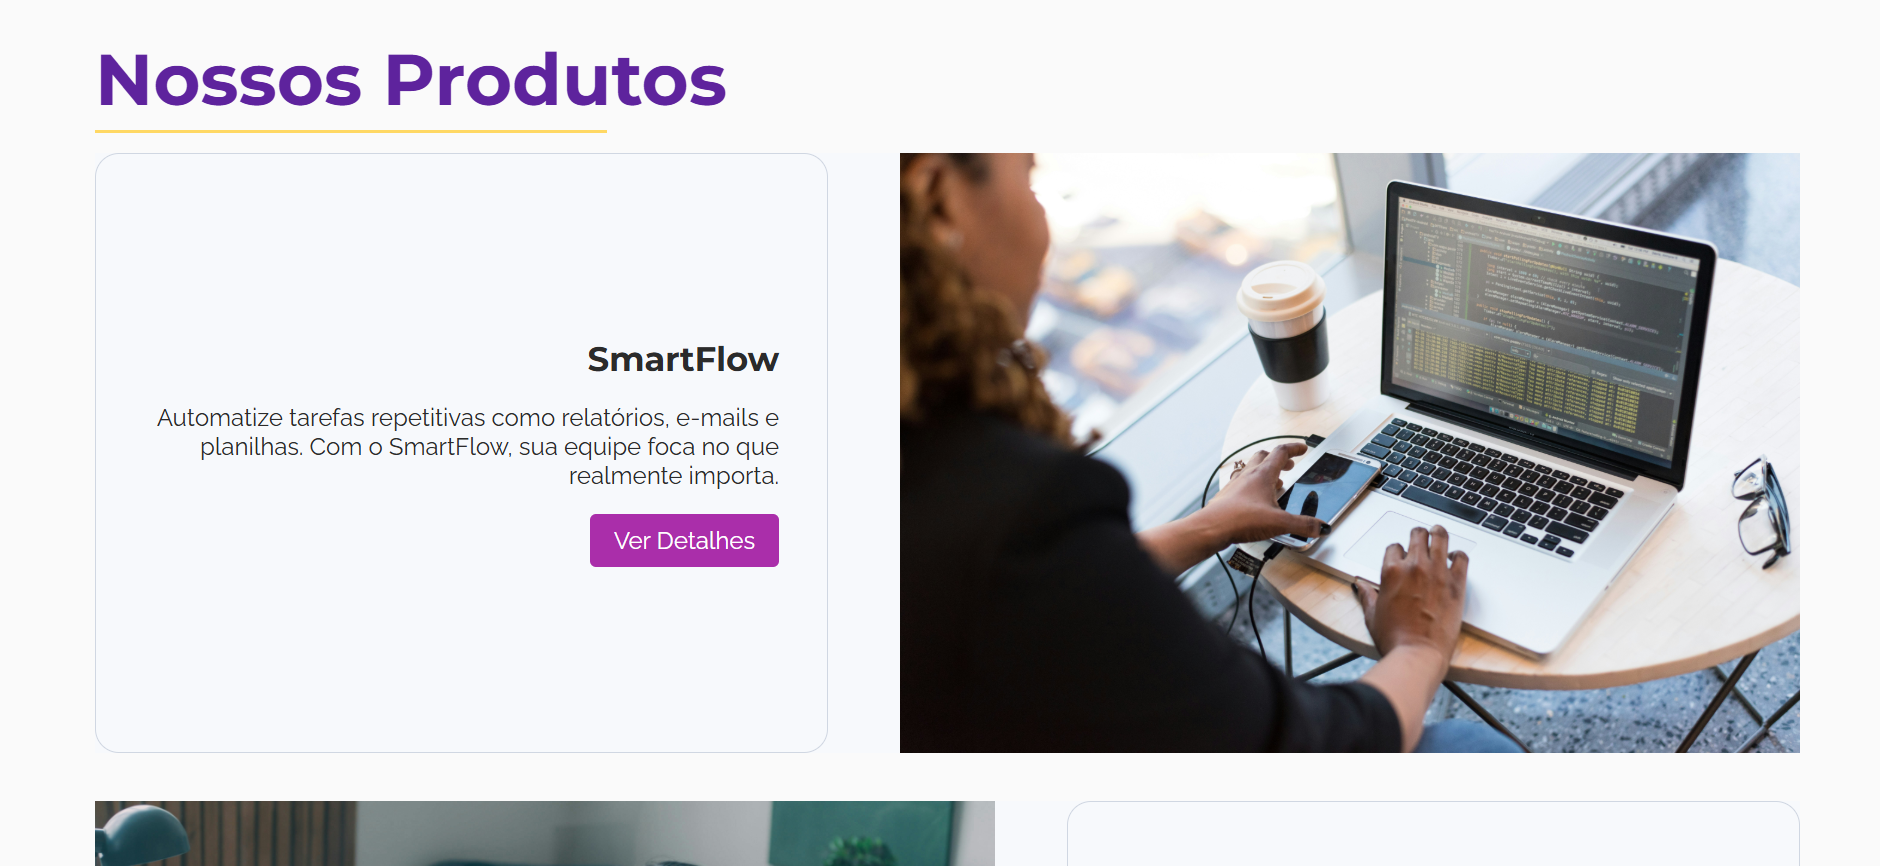 Nossos Produtos
SmartFlow
Automatize tarefas repetitivas como relatórios, e-mails e
planilhas. Com o SmartFlow, sua equipe foca no que
realmente importa.
Ver Detalhes